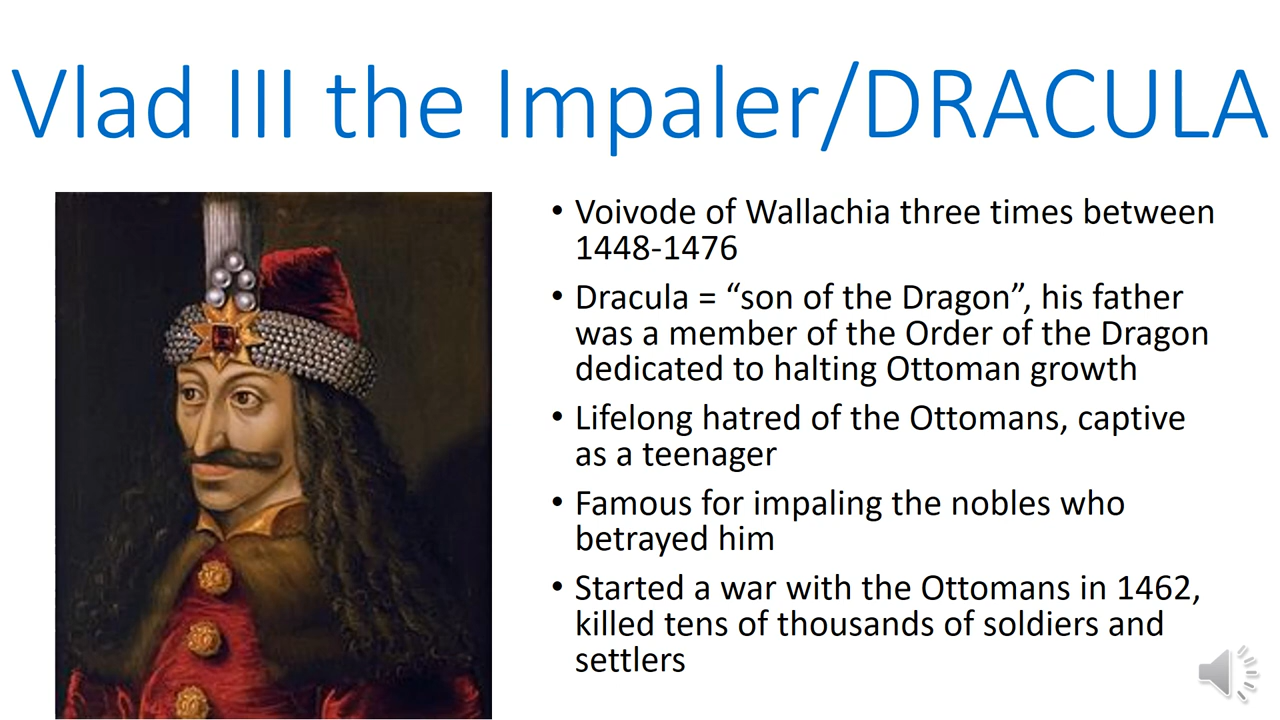 Vlad III the Impaler/DRACULA
• Voivode of Wallachia three times between
1448-1476
• Dracula = “son of the Dragon”, his father
was a member of the Order of the Dragon
dedicated to halting Ottoman growth
• Lifelong hatred of the Ottomans, captive
as a teenager
• Famous for impaling the nobles who
betrayed him
• Started a war with the Ottomans in 1462,
killed tens of thousands of soldiers and
settlers